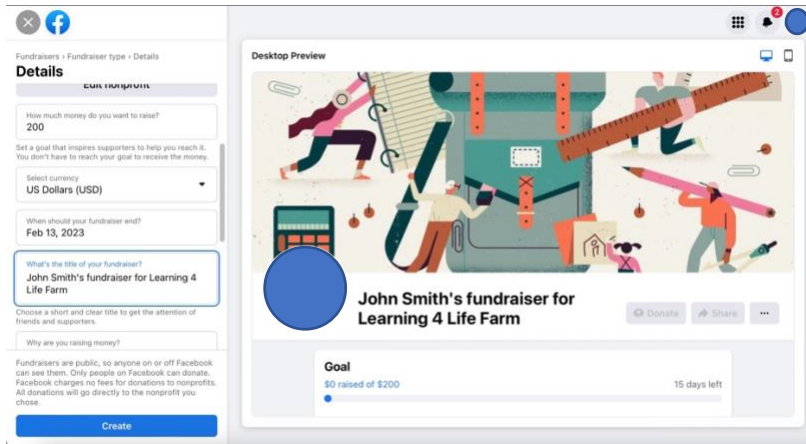 2
Fundraisers › Fundraiser type › Details
Details
Edit nonprofit
How much money do you want to raise?
200
Set a goal that inspires supporters to help you reach it.
You don't have to reach your goal to receive the money.
Select currency
US Dollars (USD)
When should your fundraiser end?
Feb 13, 2023
What's the title of your fundraiser?
John Smith's fundraiser for Learning 4
Life Farm
Choose a short and clear title to get the attention of
friends and supporters.
Why are you raising money?
Fundraisers are public, so anyone on or off Facebook
can see them. Only people on Facebook can donate.
Facebook charges no fees for donations to nonprofits.
All donations will go directly to the nonprofit you
chose.
Create
Desktop Preview
John Smith's fundraiser for
Learning 4 Life Farm
Donate
Share
Goal
$0 raised of $200
15 days left